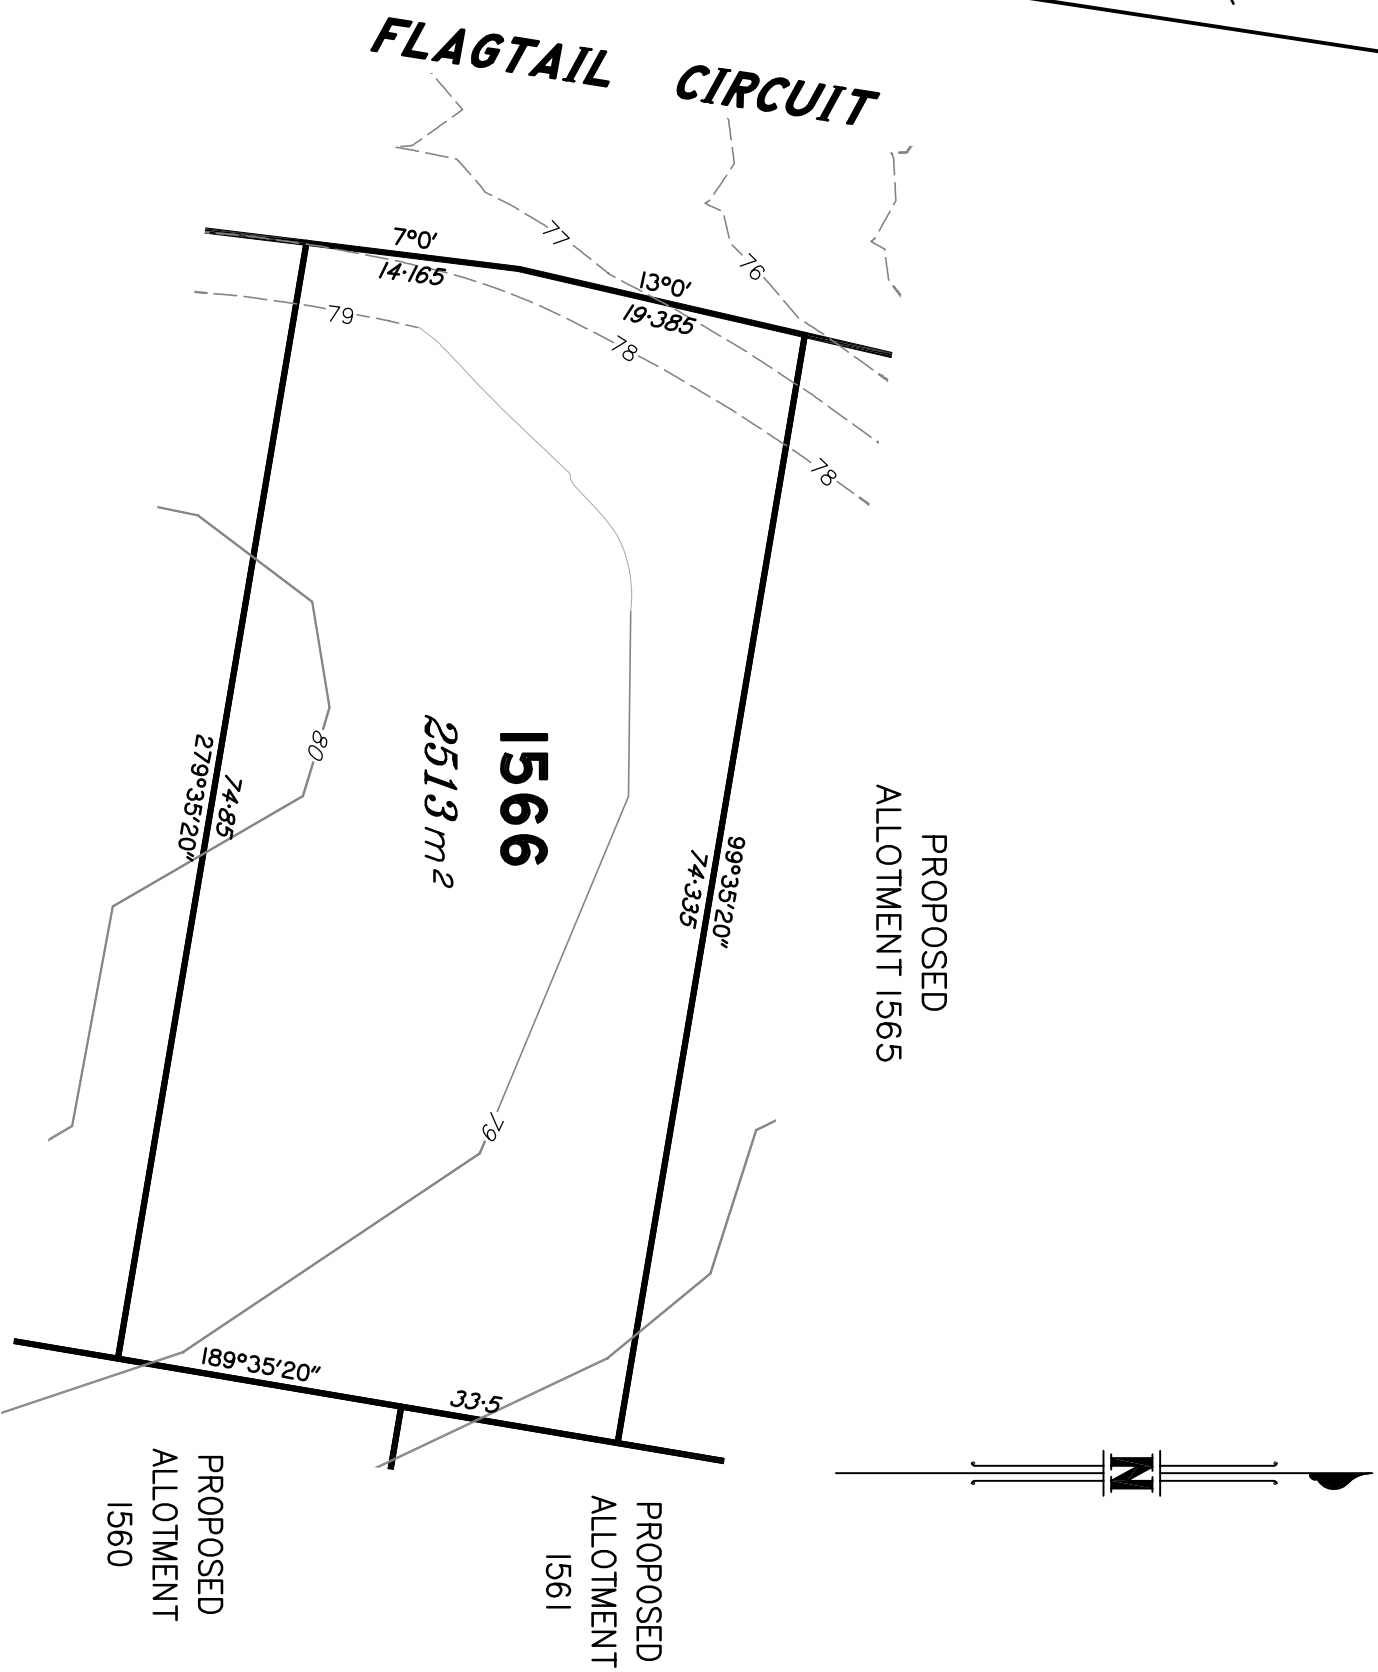 FLAGTAIL CIRCUIT
7°0'
14·165
77
76
13°0'
19·385
79
78
78
80
1566
2513 m²
279°35'20"
74·85
99°35'20"
74·335
PROPOSED
ALLOTMENT 1565
79
189°35'20"
33·5
N
PROPOSED
ALLOTMENT
1560
PROPOSED
ALLOTMENT
1561